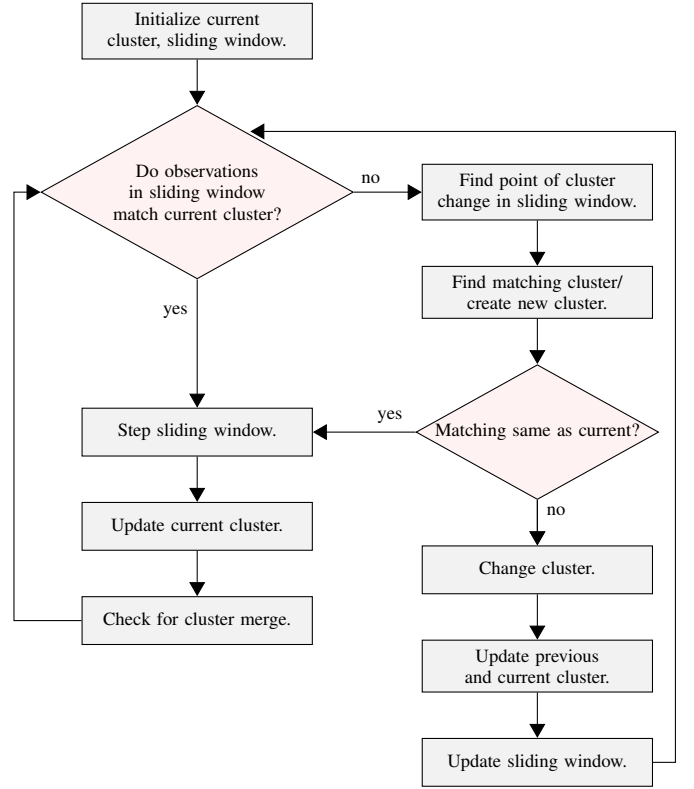 Initialize current
cluster, sliding window.
Do observations
in sliding window
match current cluster?
no
Find point of cluster
change in sliding window.
Find matching cluster/
create new cluster.
yes
Matching same as current?
yes
Step sliding window.
no
Update current cluster.
Change cluster.
Check for cluster merge.
Update previous
and current cluster.
Update sliding window.